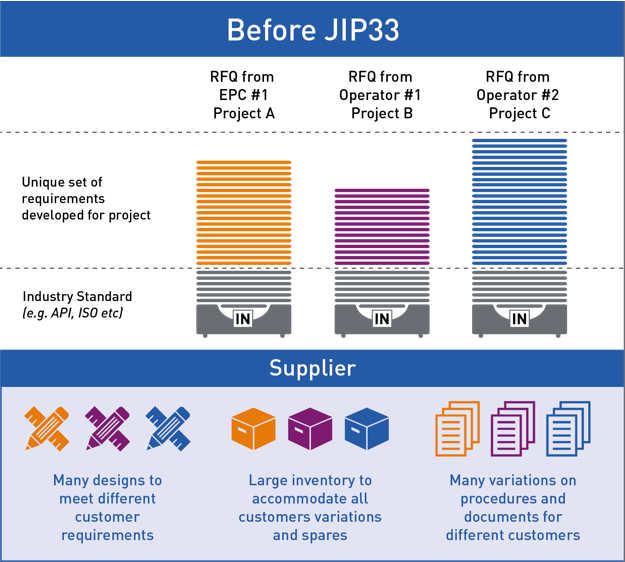 Before JIP33
RFQ from
EPC #1
Project A
RFQ from
Operator #1
Project B
RFQ from
Operator #2
Project C
Unique set of
requirements
developed for project
Industry Standard
(e.g. API, ISO etc)
IN
IN
IN
Supplier
Many designs to
meet different
customer
requirements
Large inventory to
accommodate all
customers variations
and spares
Many variations on
procedures and
documents for
different customers